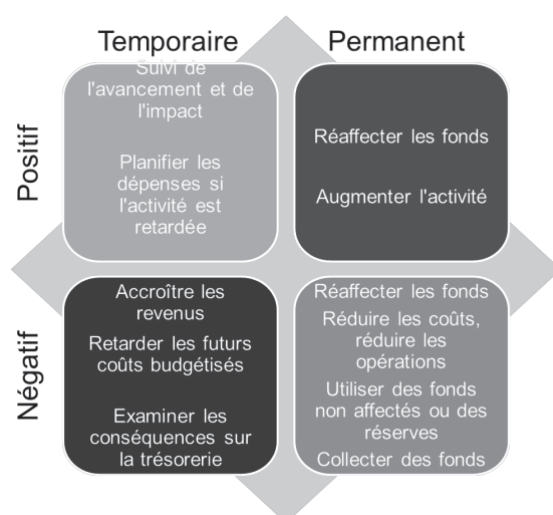 Temporaire
Permanent
Positif
Suivi de
l'avancement et de
l'impact
Planifier les
dépenses si
l'activité est
retardée
Réaffecter les fonds
Augmenter l'activité
Négatif
Accroître les
revenus
Retarder les futurs
coûts budgétisés
Examiner les
conséquences sur
la trésorerie
Réaffecter les fonds
Réduire les coûts,
réduire les
opérations
Utiliser des fonds
non affectés ou des
réserves
Collecter des fonds